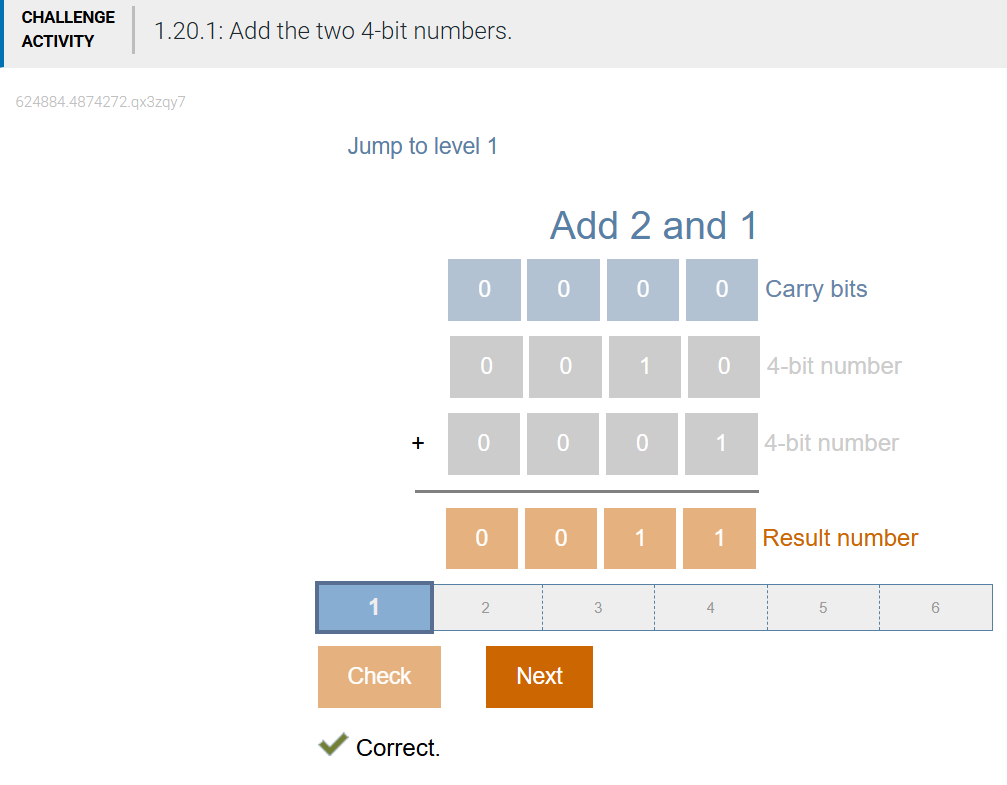 CHALLENGE
ACTIVITY
1.20.1: Add the two 4-bit numbers.
624884.4874272.qx3zqy7
Jump to level 1
Add 2 and 1
0 0 0 0 Carry bits
0 0 1 0 4-bit number
+ 0 0 0 1 4-bit number
0 0 1 1 Result number
1 2 3 4 5 6
Check Next
Correct.